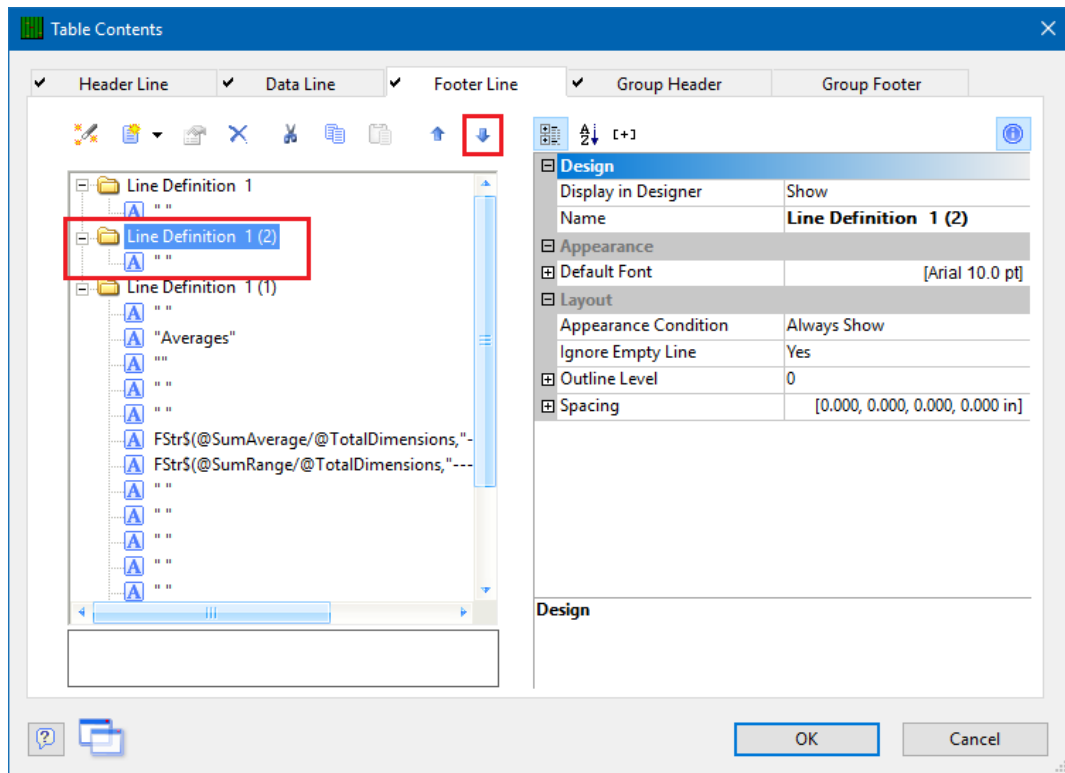 Table Contents
✔ Header Line ✔ Data Line ✔ Footer Line ✔ Group Header Group Footer
Line Definition 1
" "
Line Definition 1 (2)
" "
Line Definition 1 (1)
" "
"Averages"
""
" "
" "
FStr$(@SumAverage/@TotalDimensions,"-
FStr$(@SumRange/@TotalDimensions,"---
" "
" "
" "
" "
" "
[+]
Design
Display in Designer Show
Name Line Definition 1 (2)
Appearance
Default Font [Arial 10.0 pt]
Layout
Appearance Condition Always Show
Ignore Empty Line Yes
Outline Level 0
Spacing [0.000, 0.000, 0.000, 0.000 in]
Design
OK Cancel